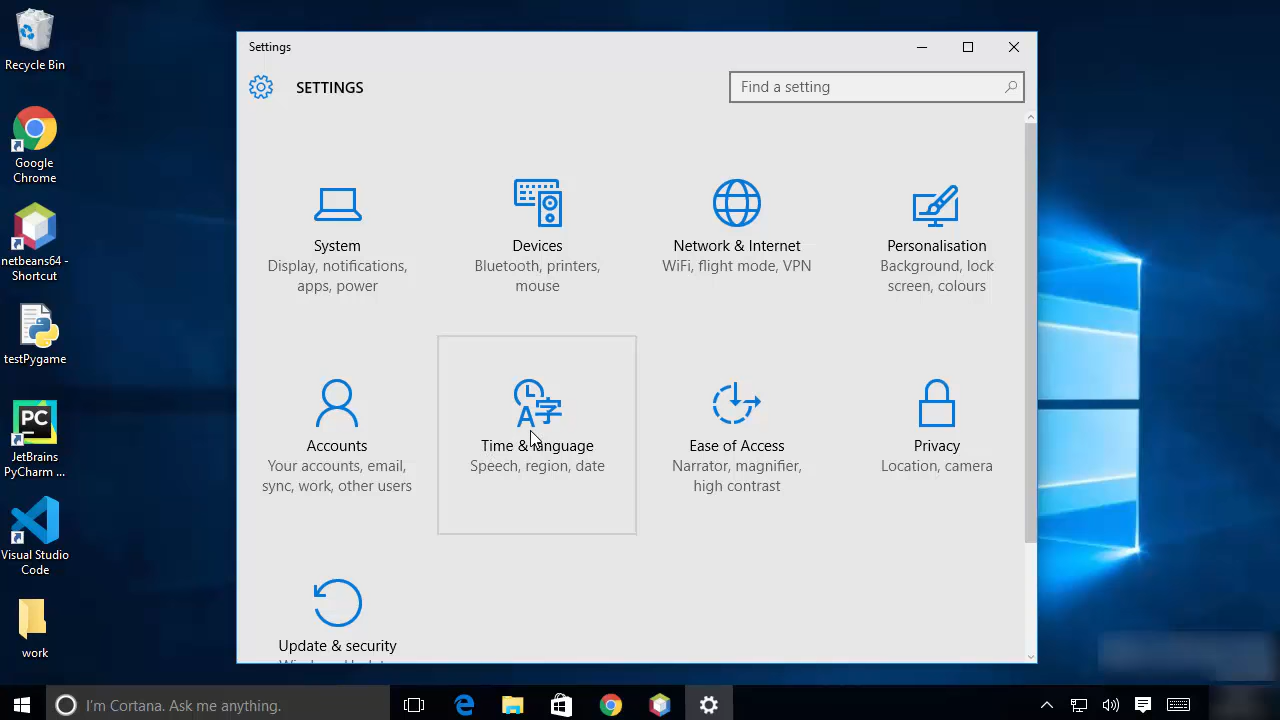 Recycle Bin
Google
Chrome
netbeans64 -
Shortcut
testPygame
PC
JetBrains
PyCharm ...
Visual Studio
Code
work
Settings
SETTINGS
Find a setting
System
Display, notifications,
apps, power
Devices
Bluetooth, printers,
mouse
Network & Internet
WiFi, flight mode, VPN
Personalisation
Background, lock
screen, colours
Accounts
Your accounts, email,
sync, work, other users
A字
Time & language
Speech, region, date
Ease of Access
Narrator, magnifier,
high contrast
Privacy
Location, camera
Update & security
I'm Cortana. Ask me anything.